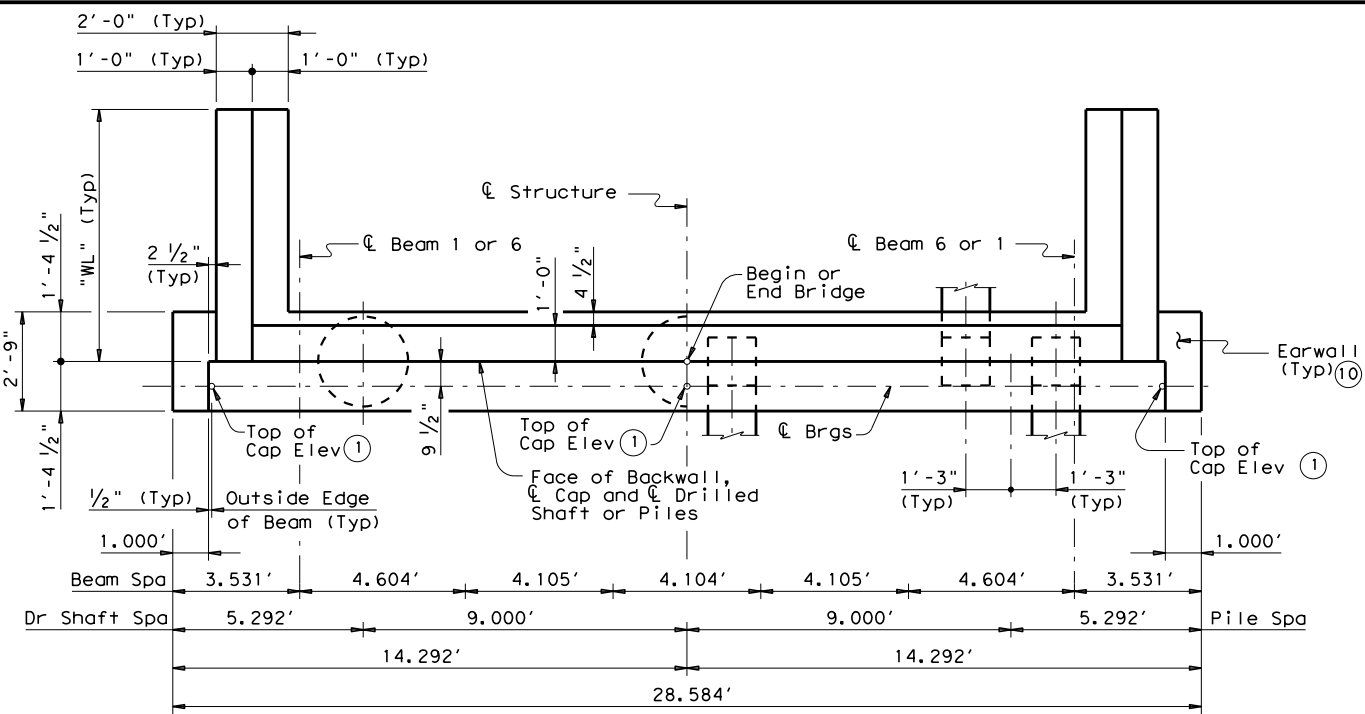 2'-0" (Typ)
1'-0" (Typ)
1'-0" (Typ)
"WL" (Typ)
℄ Structure
℄ Beam 1 or 6
℄ Beam 6 or 1
2 ½"
(Typ)
1'-4 ½"
2'-9"
1'-4 ½"
1'-0"
4 ½"
Begin or
End Bridge
Earwall
(Typ) 10
Top of
Cap Elev 1
9 ½"
Top of
Cap Elev 1
℄ Brgs
Top of
Cap Elev 1
Face of Backwall,
℄ Cap and ℄ Drilled
Shaft or Piles
1'-3"
(Typ)
1'-3"
(Typ)
½" (Typ)
Outside Edge
of Beam (Typ)
1.000'
1.000'
Beam Spa 3.531' 4.604' 4.105' 4.104' 4.105' 4.604' 3.531'
Dr Shaft Spa 5.292' 9.000' 9.000' 5.292' Pile Spa
14.292' 14.292'
28.584'